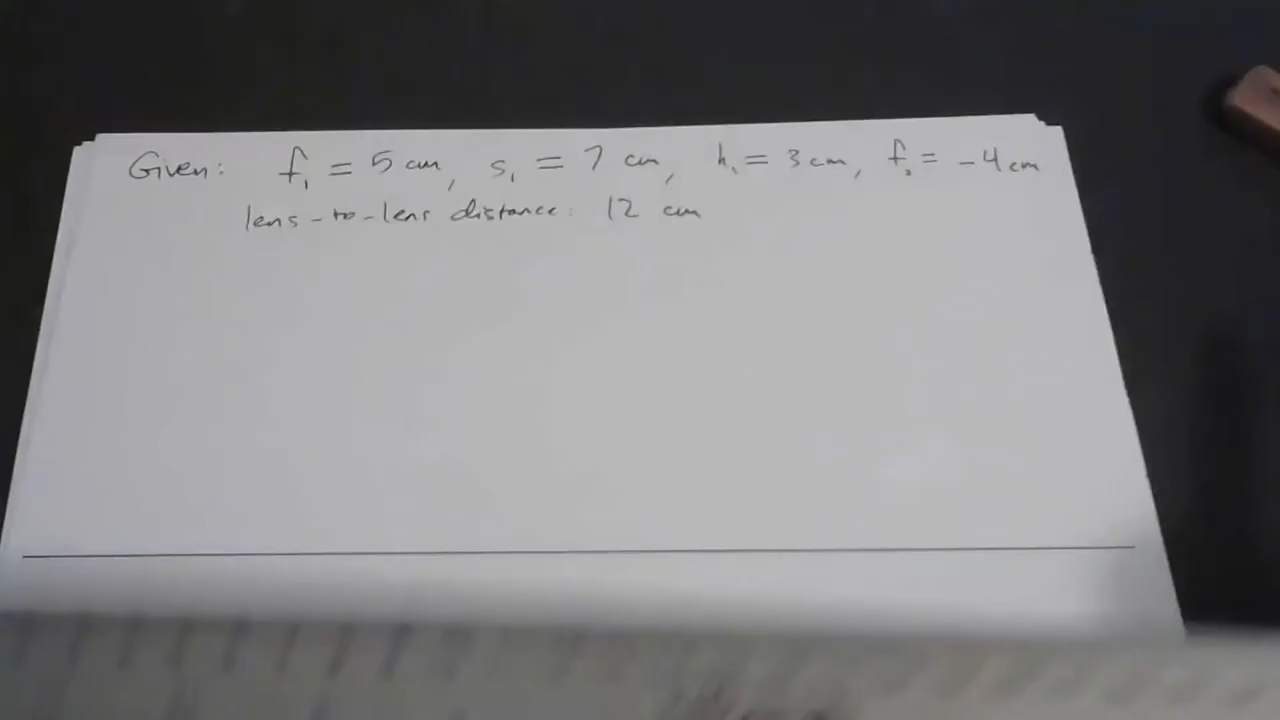 Given: f₁ = 5 cm, s₁ = 7 cm, h₁ = 3 cm, f₂ = -4 cm
lens-to-lens distance: 12 cm